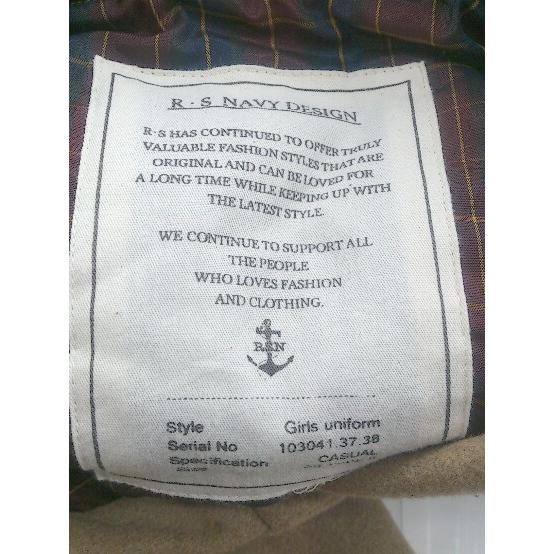 R·S NAVY DESIGN
R·S HAS CONTINUED TO OFFER TRULY
VALUABLE FASHION STYLES THAT ARE
ORIGINAL AND CAN BE LOVED FOR
A LONG TIME WHILE KEEPING UP WITH
THE LATEST STYLE.
WE CONTINUE TO SUPPORT ALL
THE PEOPLE
WHO LOVES FASHION
AND CLOTHING.
RSN
Style Girls uniform
Serial No 103041.37.38
Specification CASUAL